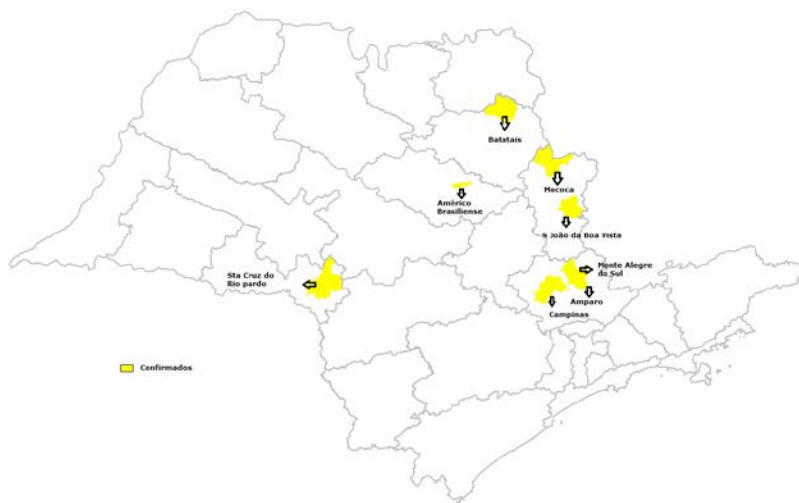 Batatais
Mococa
Américo
Brasiliense
S João da Boa Vista
Sta Cruz do
Rio pardo
Monte Alegre
do Sul
Amparo
Campinas
Confirmados